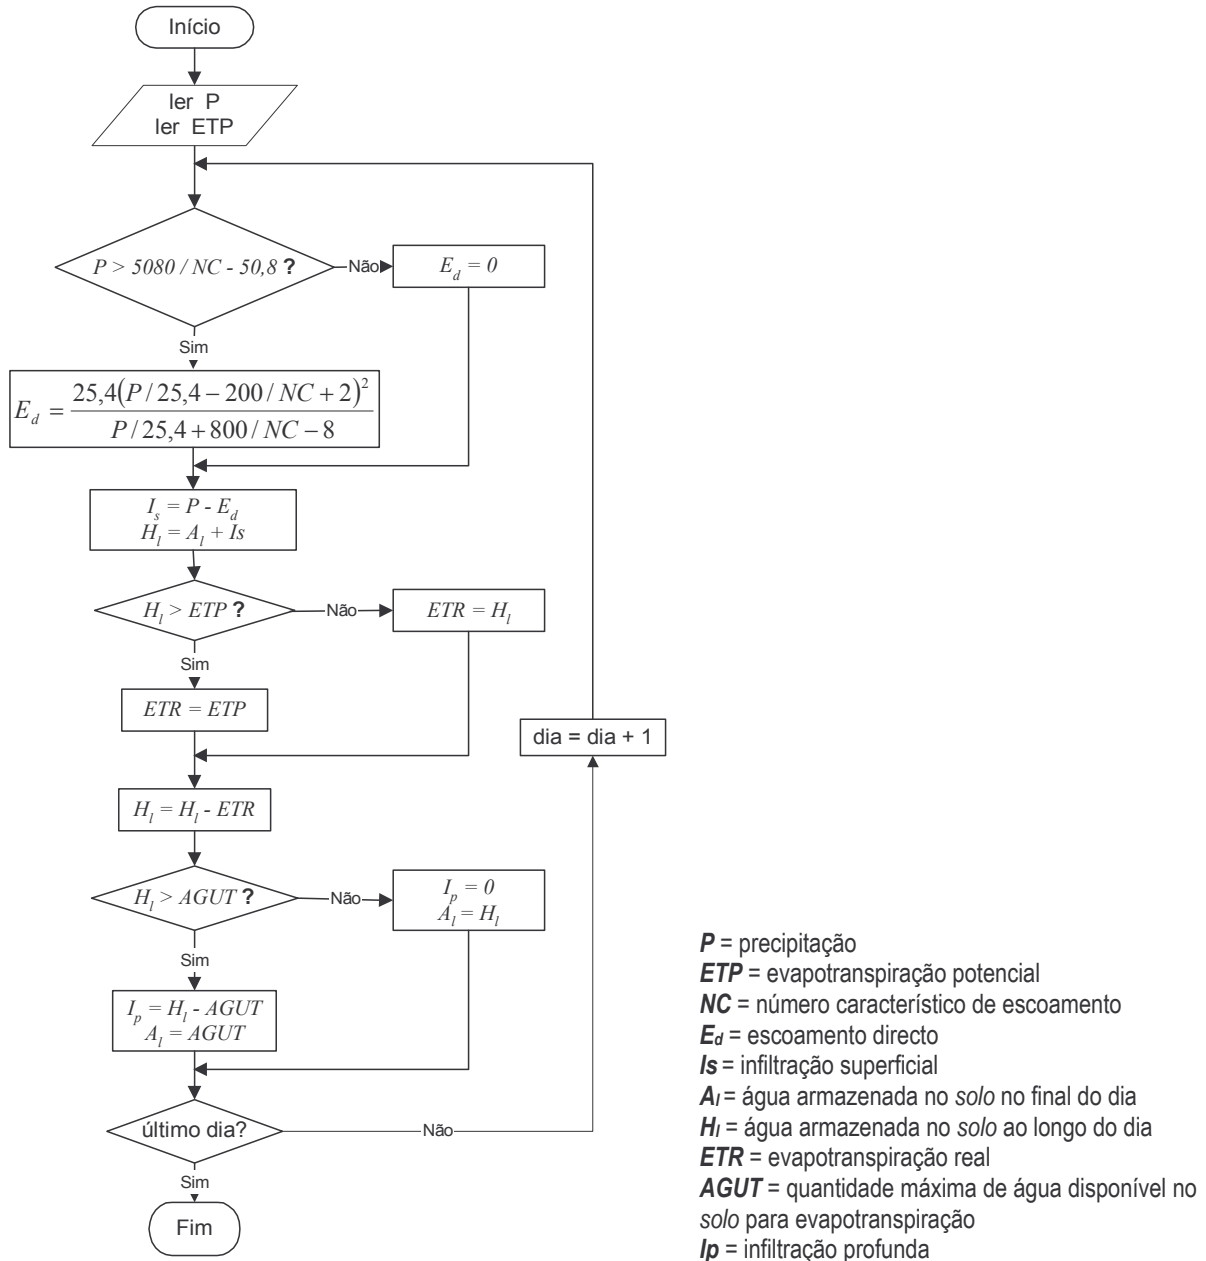 Início
ler P
ler ETP
P > 5080 / NC - 50,8 ?
Não
E_d = 0
Sim
E_d = \frac{25,4(P/25,4 - 200/NC + 2)^2}{P/25,4 + 800/NC - 8}
I_s = P - E_d
H_l = A_l + Is
H_l > ETP ?
Não
ETR = H_l
Sim
ETR = ETP
dia = dia + 1
H_l = H_l - ETR
H_l > AGUT ?
Não
I_p = 0
A_l = H_l
Sim
I_p = H_l - AGUT
A_l = AGUT
último dia?
Não
Sim
Fim
P = precipitação
ETP = evapotranspiração potencial
NC = número característico de escoamento
Ed = escoamento directo
Is = infiltração superficial
Al = água armazenada no solo no final do dia
Hl = água armazenada no solo ao longo do dia
ETR = evapotranspiração real
AGUT = quantidade máxima de água disponível no
solo para evapotranspiração
Ip = infiltração profunda